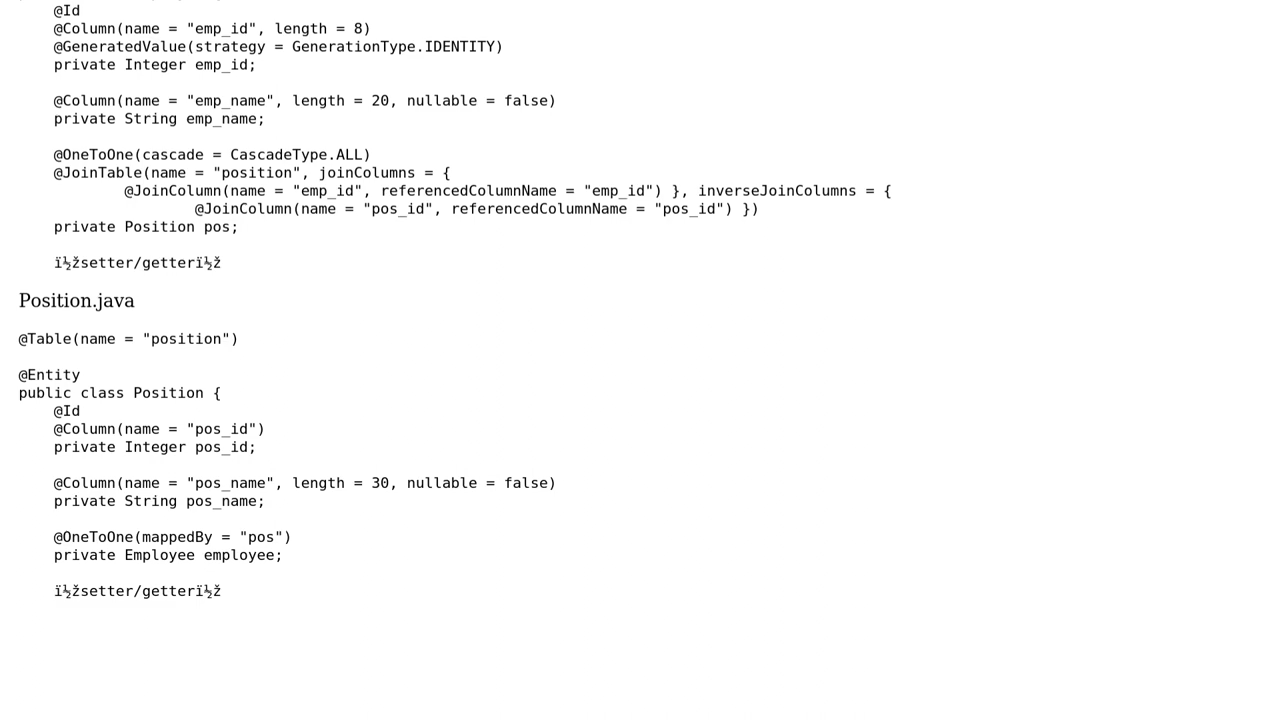 @Id
@Column(name = "emp_id", length = 8)
@GeneratedValue(strategy = GenerationType.IDENTITY)
private Integer emp_id;
@Column(name = "emp_name", length = 20, nullable = false)
private String emp_name;
@OneToOne(cascade = CascadeType.ALL)
@JoinTable(name = "position", joinColumns = {
@JoinColumn(name = "emp_id", referencedColumnName = "emp_id") }, inverseJoinColumns = {
@JoinColumn(name = "pos_id", referencedColumnName = "pos_id") })
private Position pos;
ï½žsetter/getterï½ž
Position.java
@Table(name = "position")
@Entity
public class Position {
@Id
@Column(name = "pos_id")
private Integer pos_id;
@Column(name = "pos_name", length = 30, nullable = false)
private String pos_name;
@OneToOne(mappedBy = "pos")
private Employee employee;
ï½žsetter/getterï½ž